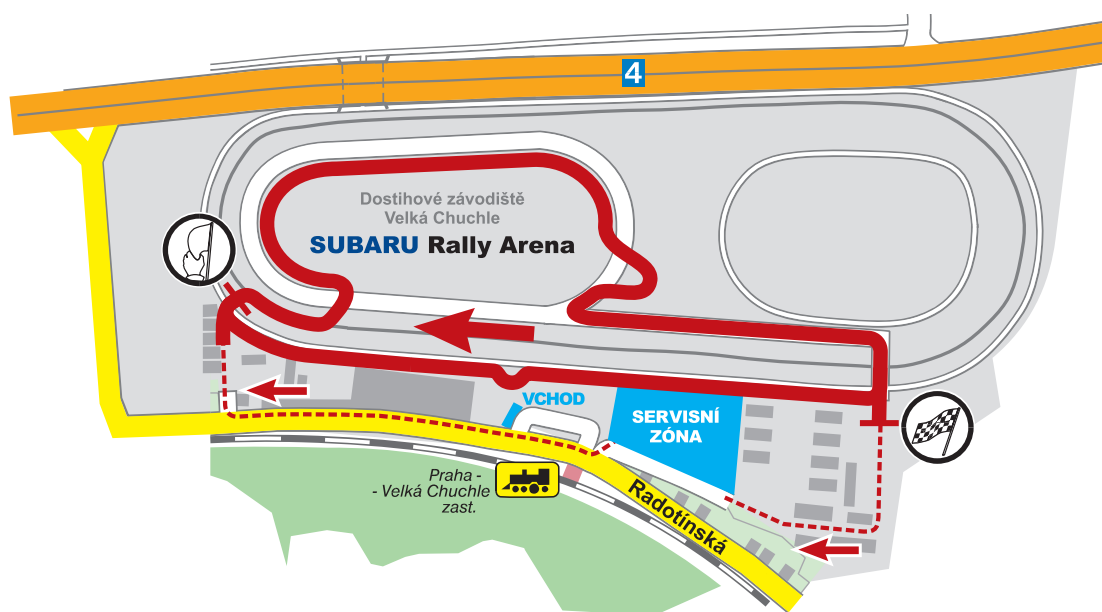 4
Dostihové závodiště
Velká Chuchle
SUBARU Rally Arena
VCHOD
SERVISNÍ
ZÓNA
Praha -
- Velká Chuchle
zast.
Radotínská